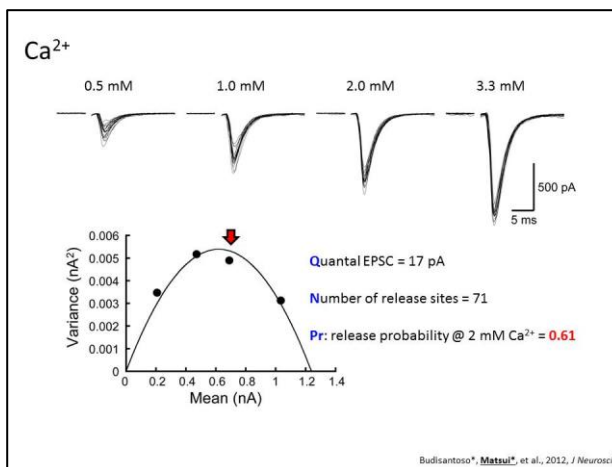 Ca²⁺
0.5 mM 1.0 mM 2.0 mM 3.3 mM
500 pA
5 ms
0.006
0.005
0.004
0.003
0.002
0.001
0
Variance (nA²)
0 0.2 0.4 0.6 0.8 1.0 1.2 1.4
Mean (nA)
Quantal EPSC = 17 pA
Number of release sites = 71
Pr: release probability @ 2 mM Ca²⁺ = 0.61
Budisantoso*, Matsui*, et al., 2012, J Neurosci